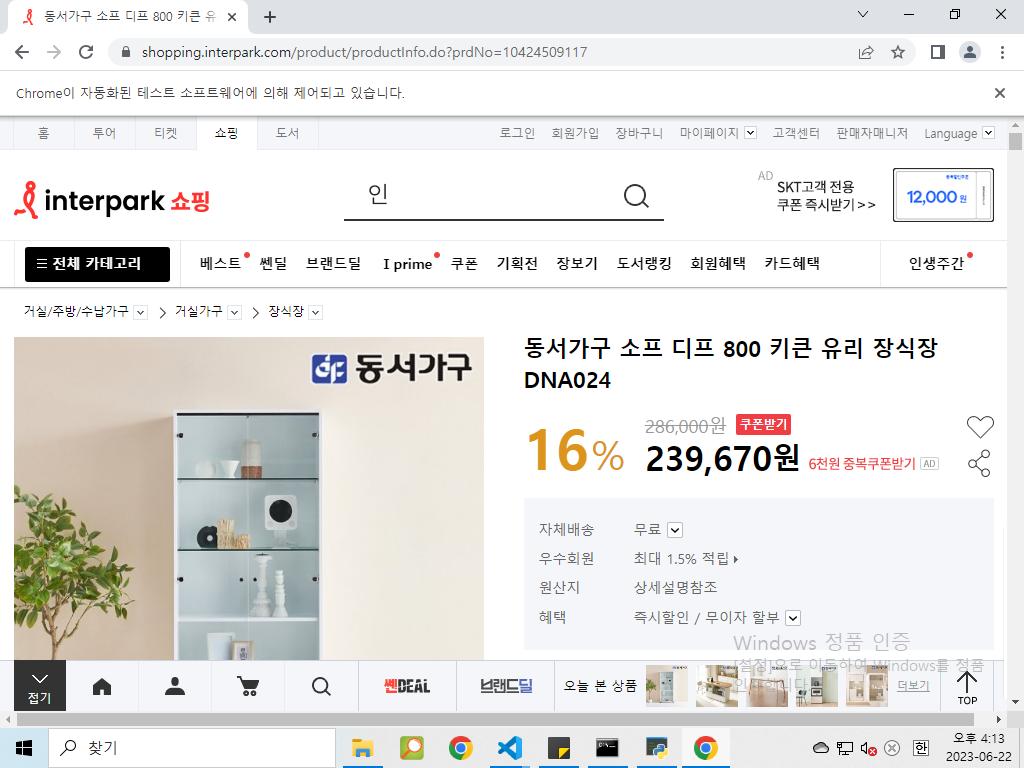 동서가구 소프 디프 800 키큰 유
shopping.interpark.com/product/productInfo.do?prdNo=10424509117
Chrome이 자동화된 테스트 소프트웨어에 의해 제어되고 있습니다.
홈 투어 티켓 쇼핑 도서 로그인 회원가입 장바구니 마이페이지 고객센터 판매자매니저 Language
interpark 쇼핑
인
AD
SKT고객 전용
쿠폰 즉시받기>>
12,000원
전체 카테고리 베스트 쎈딜 브랜드딜 I prime 쿠폰 기획전 장보기 도서랭킹 회원혜택 카드혜택 인생주간
거실/주방/수납가구 거실가구 장식장
동서가구
동서가구 소프 디프 800 키큰 유리 장식장
DNA024
16%
286,000원 쿠폰받기
239,670원 6천원 중복쿠폰받기 AD
자체배송 무료
우수회원 최대 1.5% 적립
원산지 상세설명참조
혜택 즉시할인 / 무이자 할부
Windows 정품 인증
[설정]으로 이동하여 Windows를 정품
인증합니다.
접기
쎈DEAL
브랜드딜
오늘 본 상품
더보기
TOP
찾기
한
오후 4:13
2023-06-22